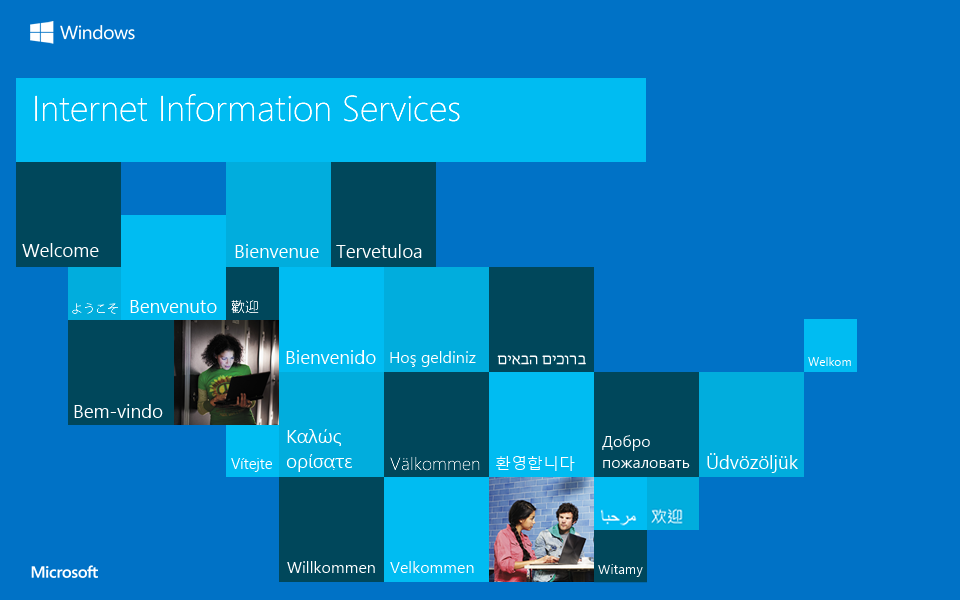 Windows
Internet Information Services
Welcome
Bienvenue
Tervetuloa
ようこそ
Benvenuto
歡迎
Bienvenido
Hoş geldiniz
ברוכים הבאים
Welkom
Bem-vindo
Vítejte
Καλώς
ορίσατε
Välkommen
환영합니다
Добро
пожаловать
Üdvözöljük
مرحبا
欢迎
Willkommen
Velkommen
Witamy
Microsoft